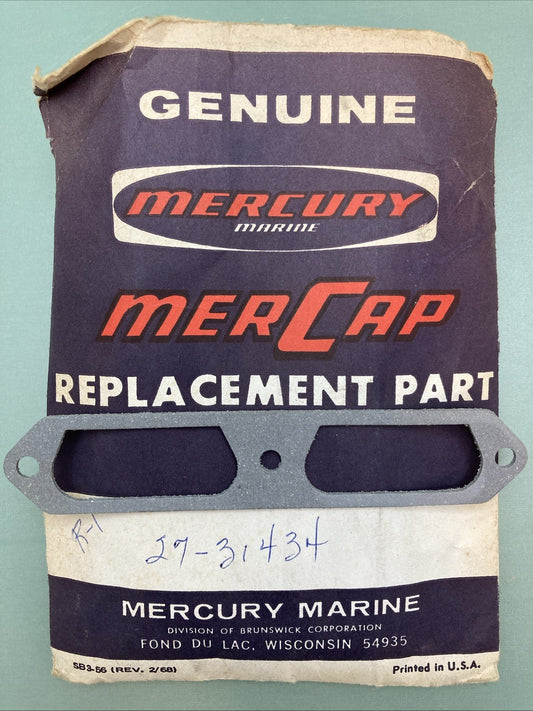 GENUINE
MERCURY
MARINE
MERCAP
REPLACEMENT PART
R-1
27-31434
MERCURY MARINE
DIVISION OF BRUNSWICK CORPORATION
FOND DU LAC, WISCONSIN 54935
SB3-56 (REV. 2/68) Printed in U.S.A.